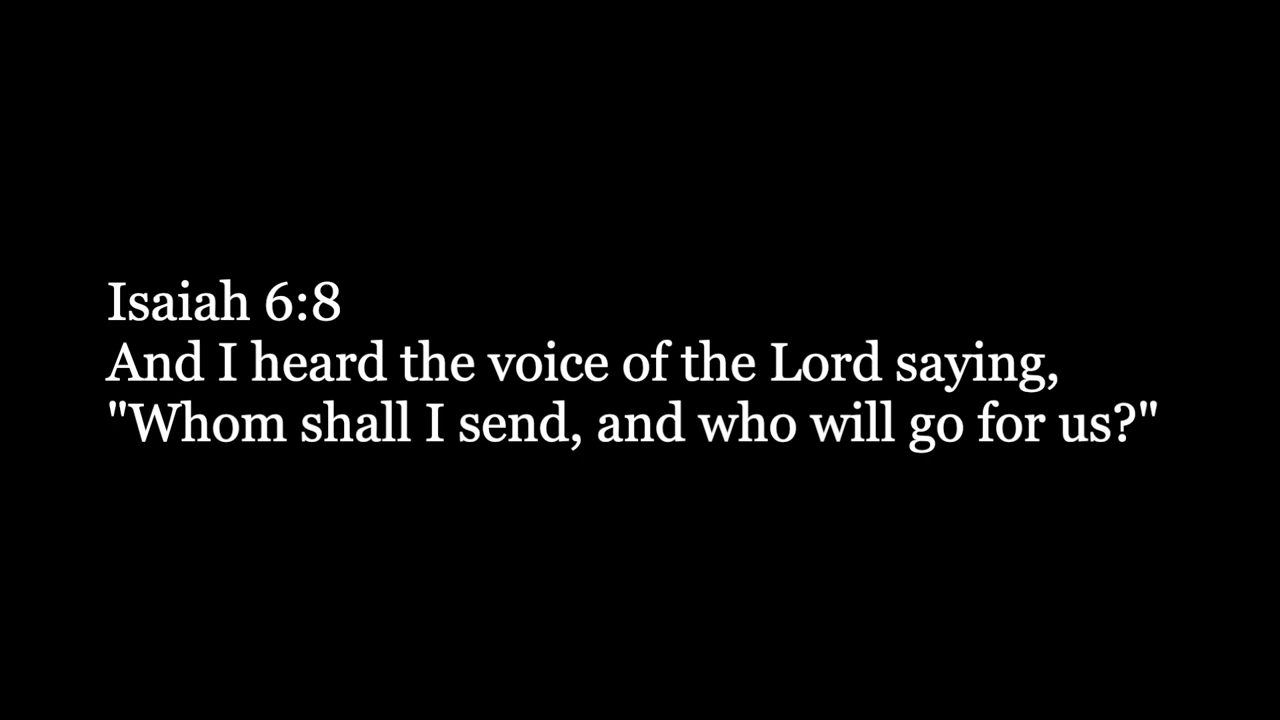 Isaiah 6:8
And I heard the voice of the Lord saying,
"Whom shall I send, and who will go for us?"